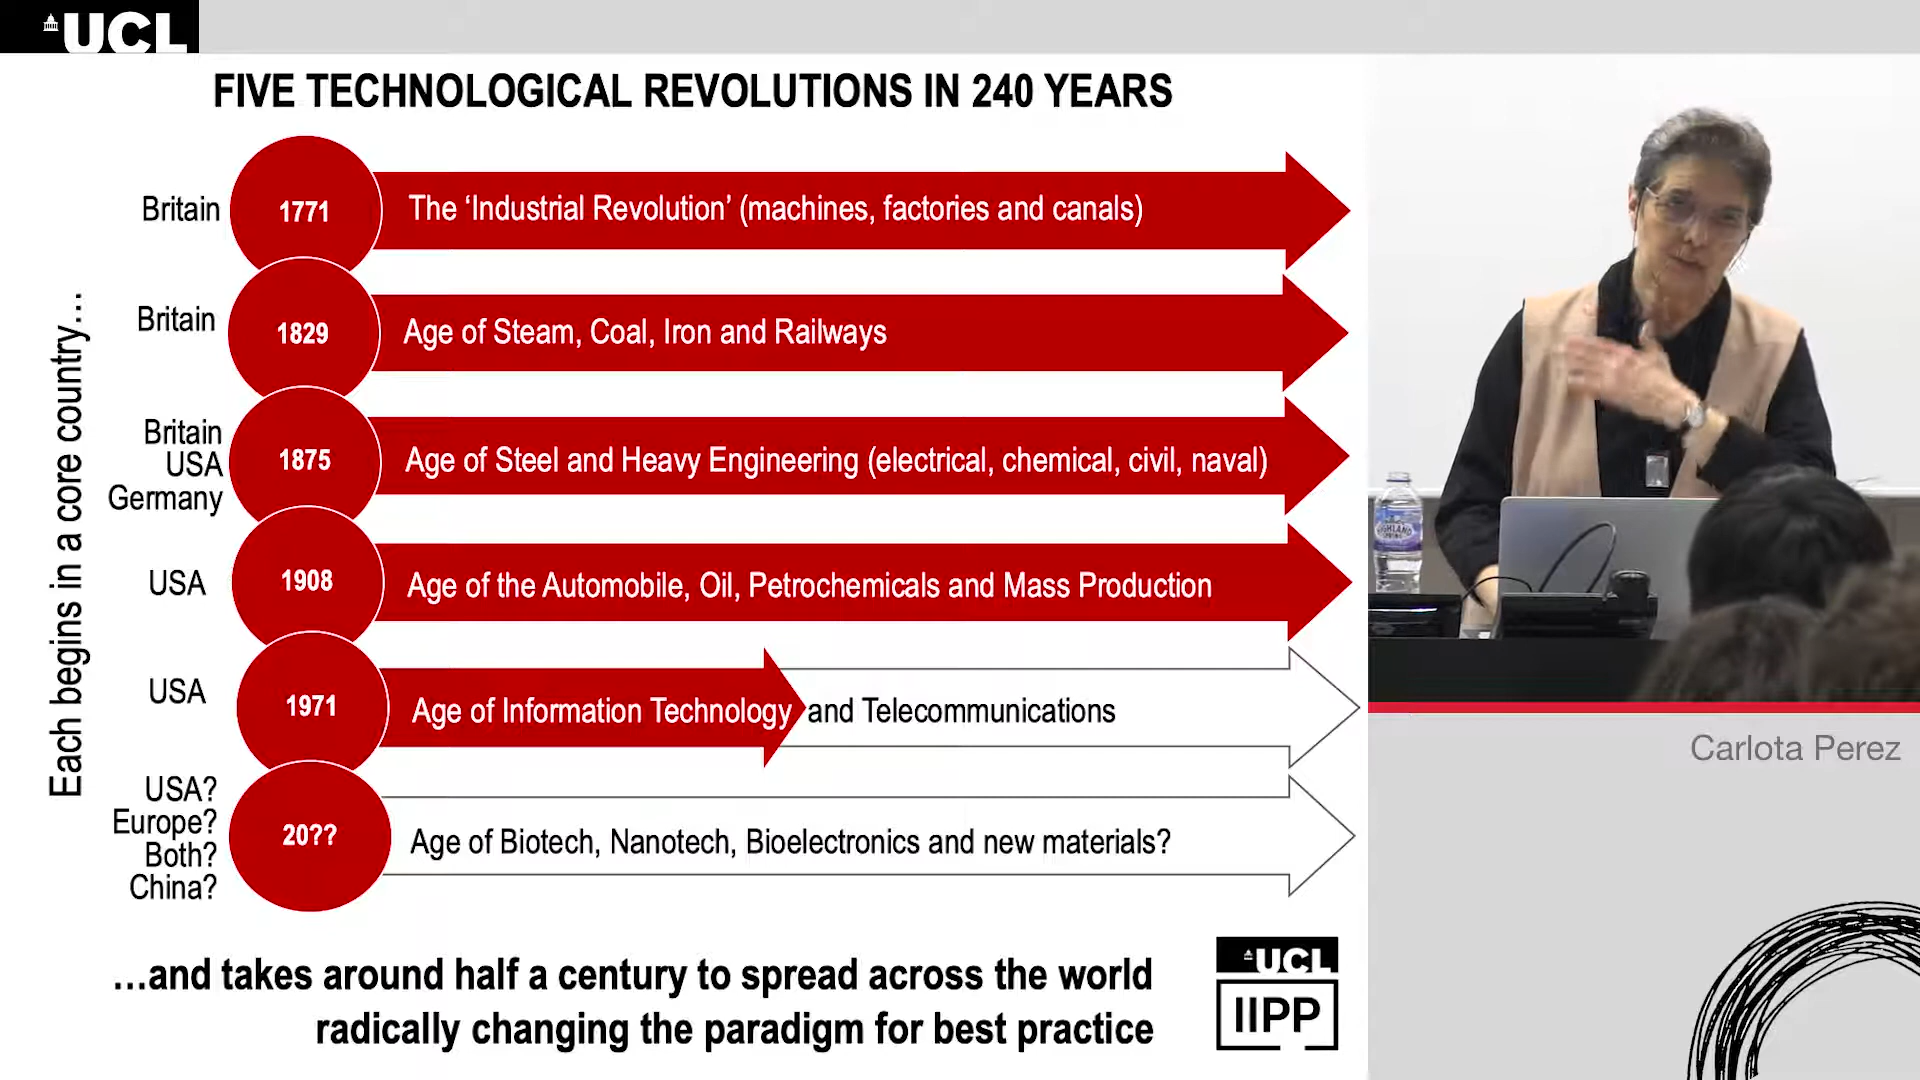 UCL
FIVE TECHNOLOGICAL REVOLUTIONS IN 240 YEARS
Each begins in a core country…
Britain
1771
The ‘Industrial Revolution’ (machines, factories and canals)
Britain
1829
Age of Steam, Coal, Iron and Railways
Britain
USA
Germany
1875
Age of Steel and Heavy Engineering (electrical, chemical, civil, naval)
USA
1908
Age of the Automobile, Oil, Petrochemicals and Mass Production
USA
1971
Age of Information Technology and Telecommunications
USA?
Europe?
Both?
China?
20??
Age of Biotech, Nanotech, Bioelectronics and new materials?
…and takes around half a century to spread across the world
radically changing the paradigm for best practice
UCL
IIPP
HIGHLAND
Carlota Perez